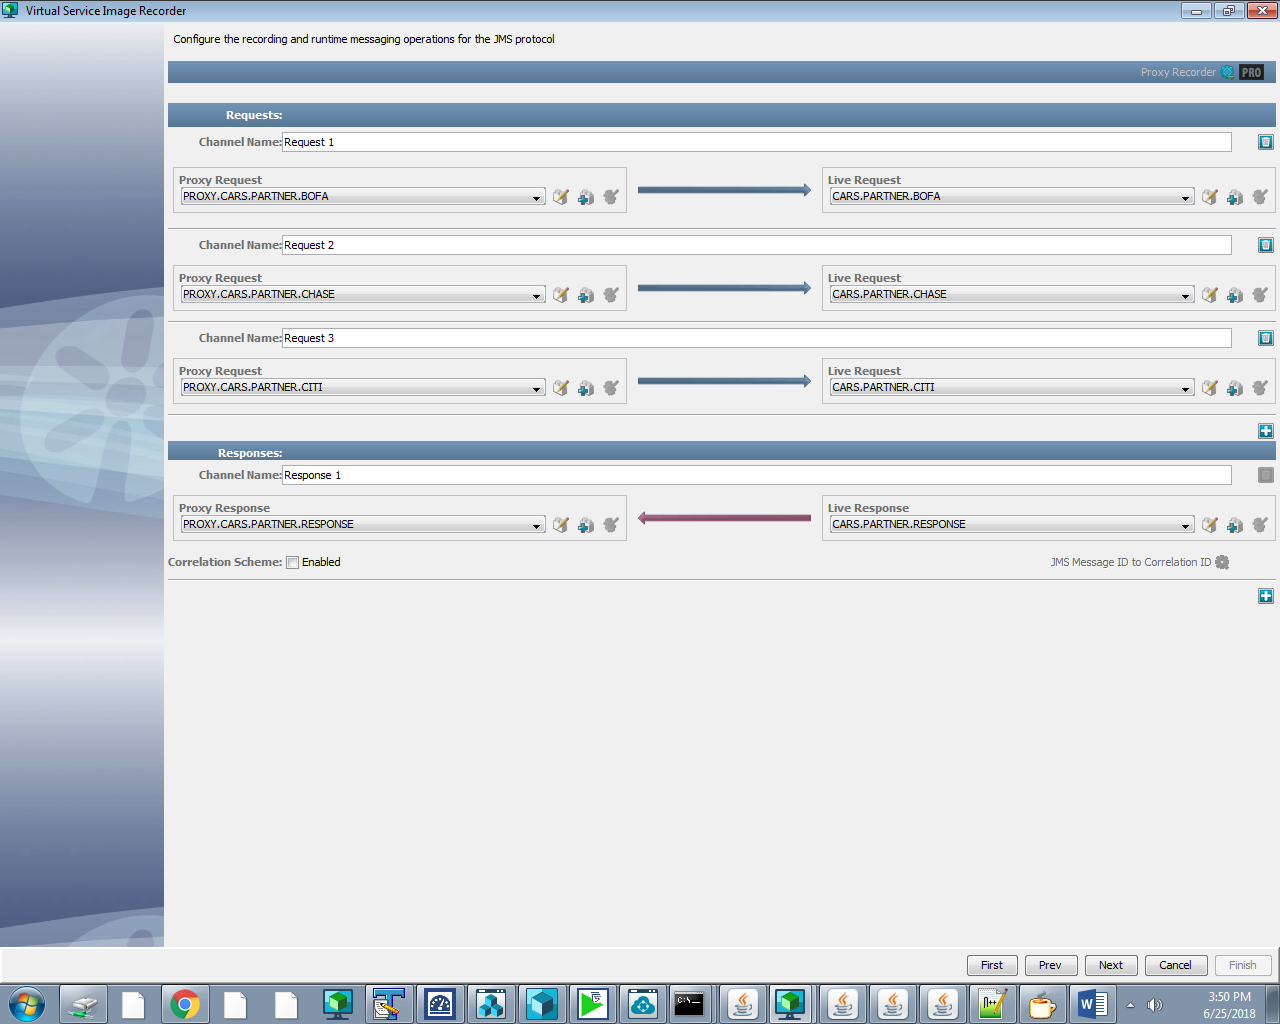 Virtual Service Image Recorder
Configure the recording and runtime messaging operations for the JMS protocol
Proxy Recorder PRO
Requests:
Channel Name: Request 1
Proxy Request
PROXY.CARS.PARTNER.BOFA
Live Request
CARS.PARTNER.BOFA
Channel Name: Request 2
Proxy Request
PROXY.CARS.PARTNER.CHASE
Live Request
CARS.PARTNER.CHASE
Channel Name: Request 3
Proxy Request
PROXY.CARS.PARTNER.CITI
Live Request
CARS.PARTNER.CITI
Responses:
Channel Name: Response 1
Proxy Response
PROXY.CARS.PARTNER.RESPONSE
Live Response
CARS.PARTNER.RESPONSE
Correlation Scheme: Enabled
JMS Message ID to Correlation ID
First Prev Next Cancel Finish
3:50 PM
6/25/2018